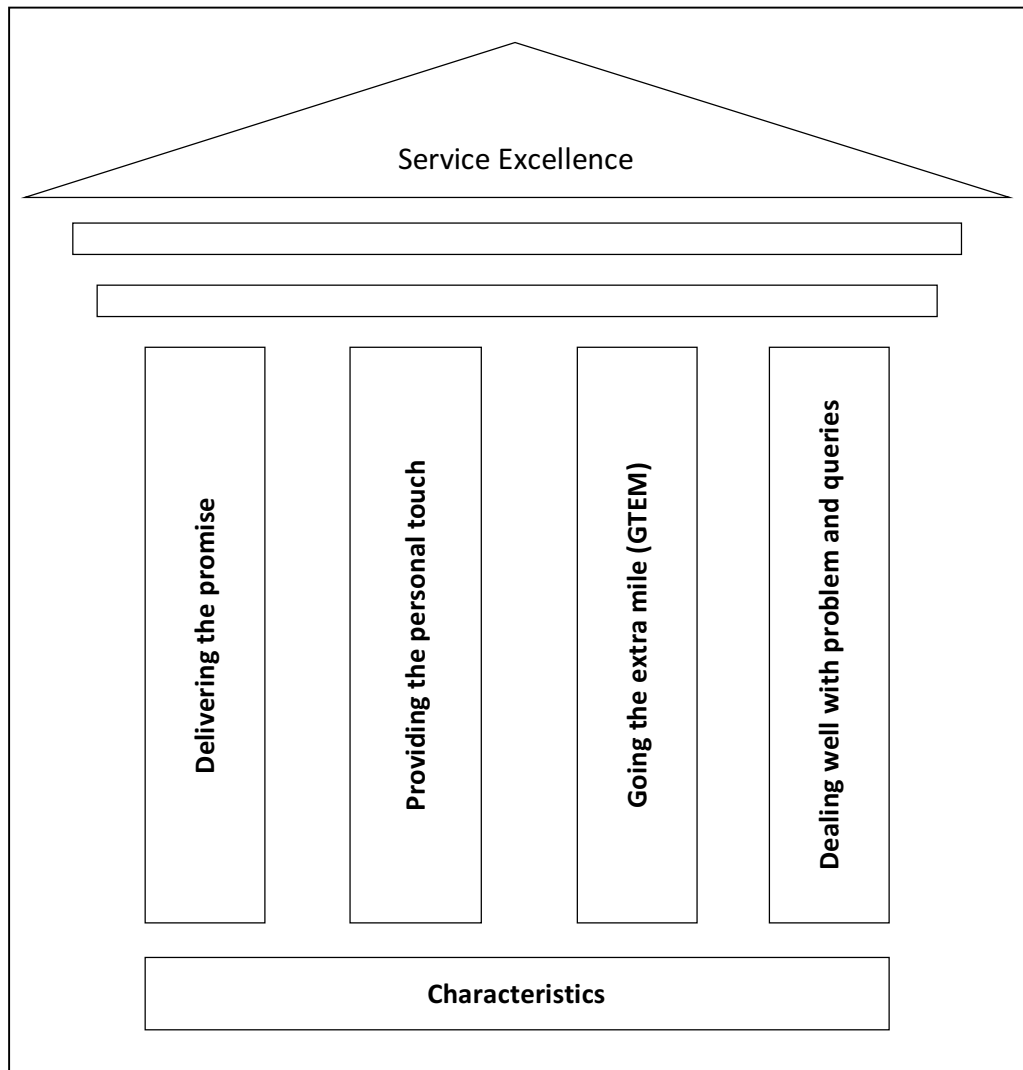 Service Excellence
Delivering the promise
Providing the personal touch
Going the extra mile (GTEM)
Dealing well with problem and queries
Characteristics